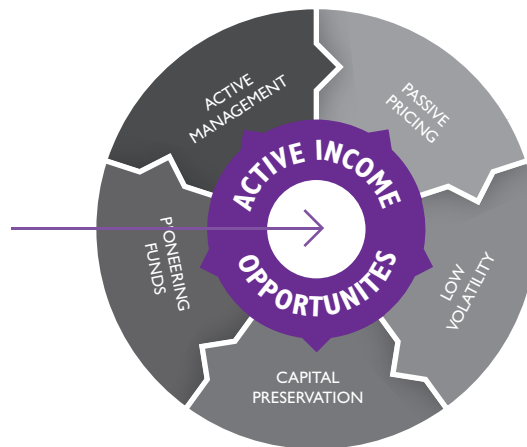 ACTIVE
MANAGEMENT
PASSIVE
PRICING
ACTIVE INCOME
OPPORTUNITES
PIONEERING
FUNDS
LOW
VOLATILITY
CAPITAL
PRESERVATION